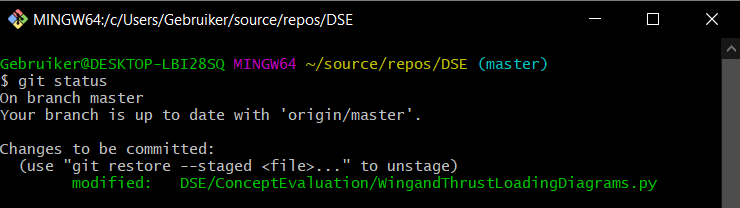 MINGW64:/c/Users/Gebruiker/source/repos/DSE
Gebruiker@DESKTOP-LBI28SQ MINGW64 ~/source/repos/DSE (master)
$ git status
On branch master
Your branch is up to date with 'origin/master'.
Changes to be committed:
  (use "git restore --staged <file>..." to unstage)
        modified:   DSE/ConceptEvaluation/WingandThrustLoadingDiagrams.py